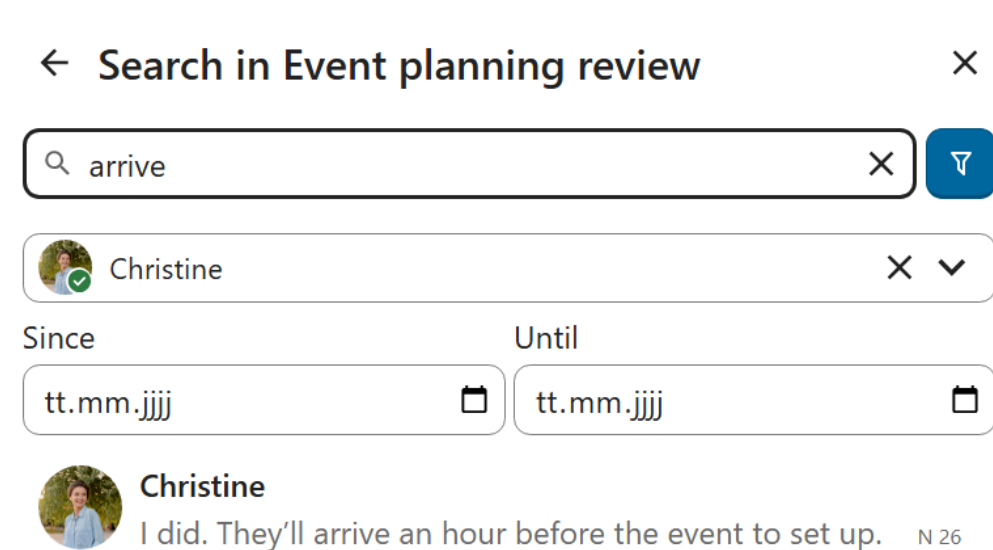 Search in Event planning review
arrive
Christine
Since Until
tt.mm.jjjj tt.mm.jjjj
Christine
I did. They’ll arrive an hour before the event to set up. N 26